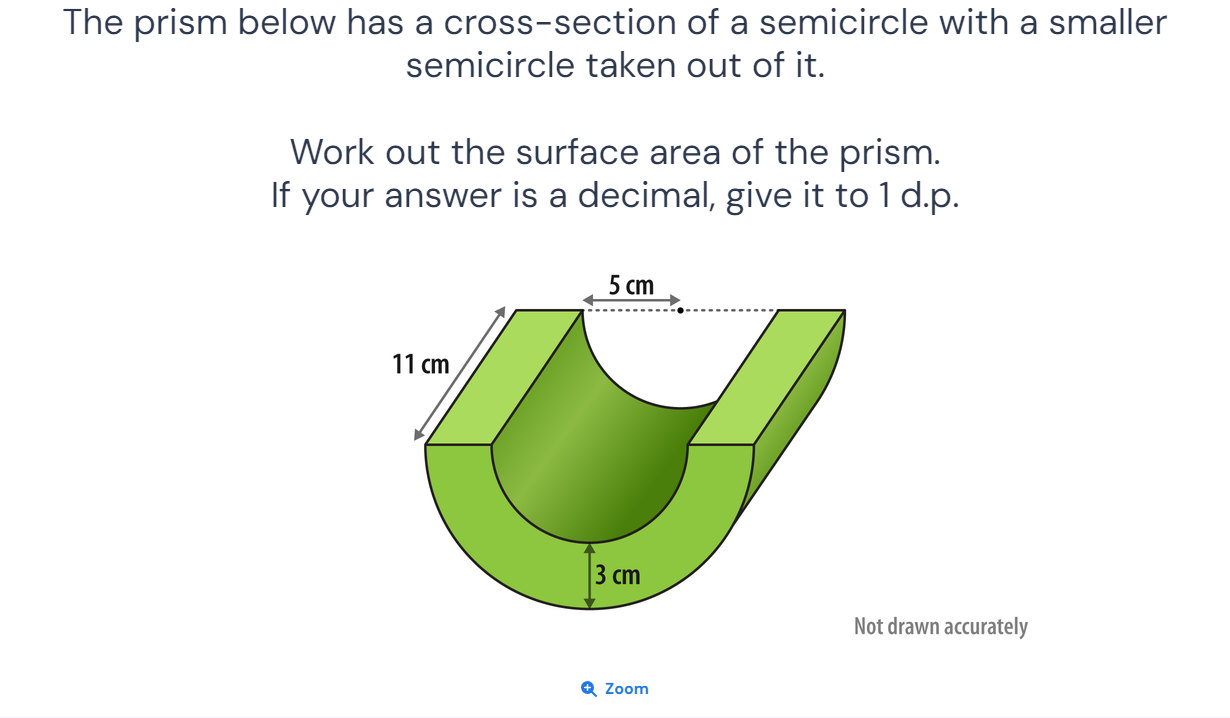 The prism below has a cross-section of a semicircle with a smaller
semicircle taken out of it.
Work out the surface area of the prism.
If your answer is a decimal, give it to 1 d.p.
5 cm
11 cm
3 cm
Not drawn accurately
Zoom